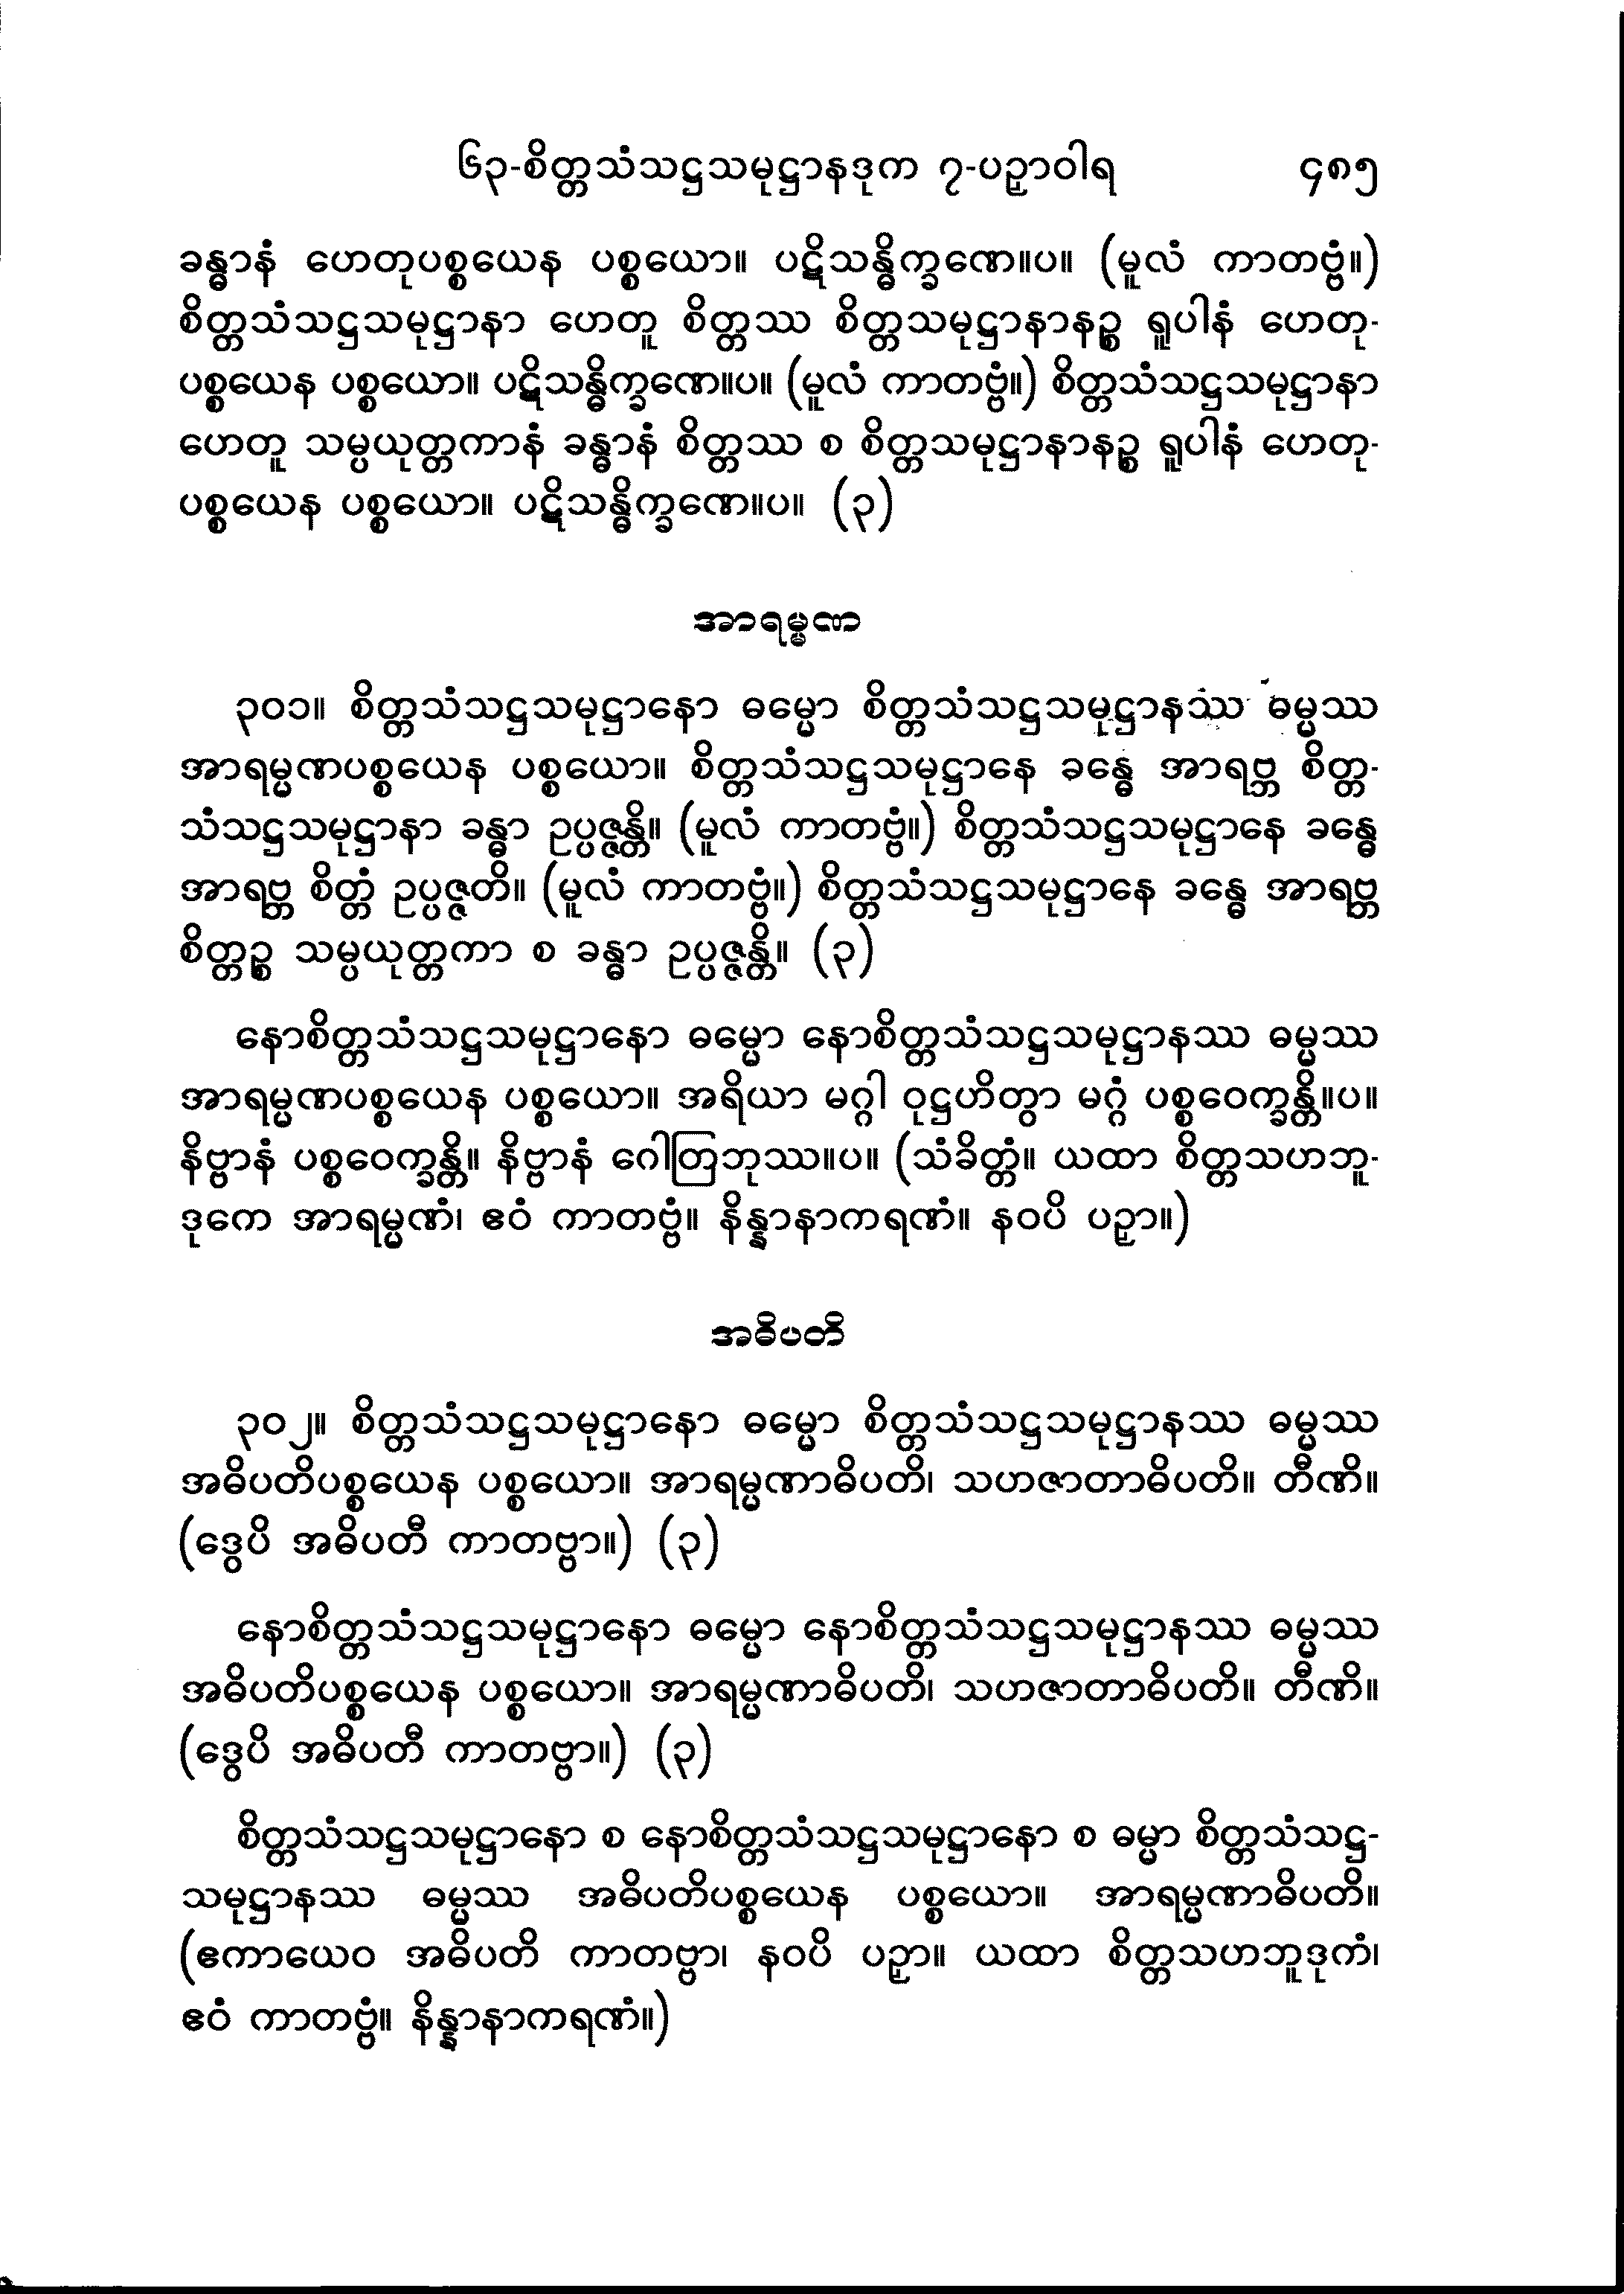 ၆၃-စိတ္တသံသဋ္ဌသမုဋ္ဌာနဒုက ၇-ပဉှာဝါရ ၄၈၅
ခန္ဓာနံ ဟေတုပစ္စယေန ပစ္စယော။ ပဋိသန္ဓိက္ခဏေ။ပ။ (မူလံ ကာတဗ္ဗံ။)
စိတ္တသံသဋ္ဌသမုဋ္ဌာနာ ဟေတူ စိတ္တဿ စိတ္တသမုဋ္ဌာနာနဉ္စ ရူပါနံ ဟေတု-
ပစ္စယေန ပစ္စယော။ ပဋိသန္ဓိက္ခဏေ။ပ။ (မူလံ ကာတဗ္ဗံ။) စိတ္တသံသဋ္ဌသမုဋ္ဌာနာ
ဟေတူ သမ္ပယုတ္တကာနံ ခန္ဓာနံ စိတ္တဿ စ စိတ္တသမုဋ္ဌာနာနဉ္စ ရူပါနံ ဟေတု-
ပစ္စယေန ပစ္စယော။ ပဋိသန္ဓိက္ခဏေ။ပ။ (၃)
အာရမ္မဏ
၃၀၁။ စိတ္တသံသဋ္ဌသမုဋ္ဌာနော ဓမ္မော စိတ္တသံသဋ္ဌသမုဋ္ဌာနဿ ဓမ္မဿ
အာရမ္မဏပစ္စယေန ပစ္စယော။ စိတ္တသံသဋ္ဌသမုဋ္ဌာနေ ခန္ဓေ အာရဗ္ဘ စိတ္တ-
သံသဋ္ဌသမုဋ္ဌာနာ ခန္ဓာ ဥပ္ပဇ္ဇန္တိ။ (မူလံ ကာတဗ္ဗံ။) စိတ္တသံသဋ္ဌသမုဋ္ဌာနေ ခန္ဓေ
အာရဗ္ဘ စိတ္တံ ဥပ္ပဇ္ဇတိ။ (မူလံ ကာတဗ္ဗံ။) စိတ္တသံသဋ္ဌသမုဋ္ဌာနေ ခန္ဓေ အာရဗ္ဘ
စိတ္တဉ္စ သမ္ပယုတ္တကာ စ ခန္ဓာ ဥပ္ပဇ္ဇန္တိ။ (၃)
နောစိတ္တသံသဋ္ဌသမုဋ္ဌာနော ဓမ္မော နောစိတ္တသံသဋ္ဌသမုဋ္ဌာနဿ ဓမ္မဿ
အာရမ္မဏပစ္စယေန ပစ္စယော။ အရိယာ မဂ္ဂါ ဝုဋ္ဌဟိတွာ မဂ္ဂံ ပစ္စဝေက္ခန္တိ။ပ။
နိဗ္ဗာနံ ပစ္စဝေက္ခန္တိ။ နိဗ္ဗာနံ ဂေါတြဘုဿ။ပ။ (သံခိတ္တံ။ ယထာ စိတ္တသဟဘူ-
ဒုကေ အာရမ္မဏံ၊ ဧဝံ ကာတဗ္ဗံ။ နိန္နာနာကရဏံ။ နဝပိ ပဉှာ။)
အဓိပတိ
၃၀၂။ စိတ္တသံသဋ္ဌသမုဋ္ဌာနော ဓမ္မော စိတ္တသံသဋ္ဌသမုဋ္ဌာနဿ ဓမ္မဿ
အဓိပတိပစ္စယေန ပစ္စယော။ အာရမ္မဏာဓိပတိ၊ သဟဇာတာဓိပတိ။ တီဏိ။
(ဒွေပိ အဓိပတီ ကာတဗ္ဗာ။) (၃)
နောစိတ္တသံသဋ္ဌသမုဋ္ဌာနော ဓမ္မော နောစိတ္တသံသဋ္ဌသမုဋ္ဌာနဿ ဓမ္မဿ
အဓိပတိပစ္စယေန ပစ္စယော။ အာရမ္မဏာဓိပတိ၊ သဟဇာတာဓိပတိ။ တီဏိ။
(ဒွေပိ အဓိပတီ ကာတဗ္ဗာ။) (၃)
စိတ္တသံသဋ္ဌသမုဋ္ဌာနော စ နောစိတ္တသံသဋ္ဌသမုဋ္ဌာနော စ ဓမ္မာ စိတ္တသံသဋ္ဌ-
သမုဋ္ဌာနဿ ဓမ္မဿ အဓိပတိပစ္စယေန ပစ္စယော။ အာရမ္မဏာဓိပတိ။
(ဧကာယေဝ အဓိပတိ ကာတဗ္ဗာ၊ နဝပိ ပဉှာ။ ယထာ စိတ္တသဟဘူဒုကံ၊
ဧဝံ ကာတဗ္ဗံ။ နိန္နာနာကရဏံ။)